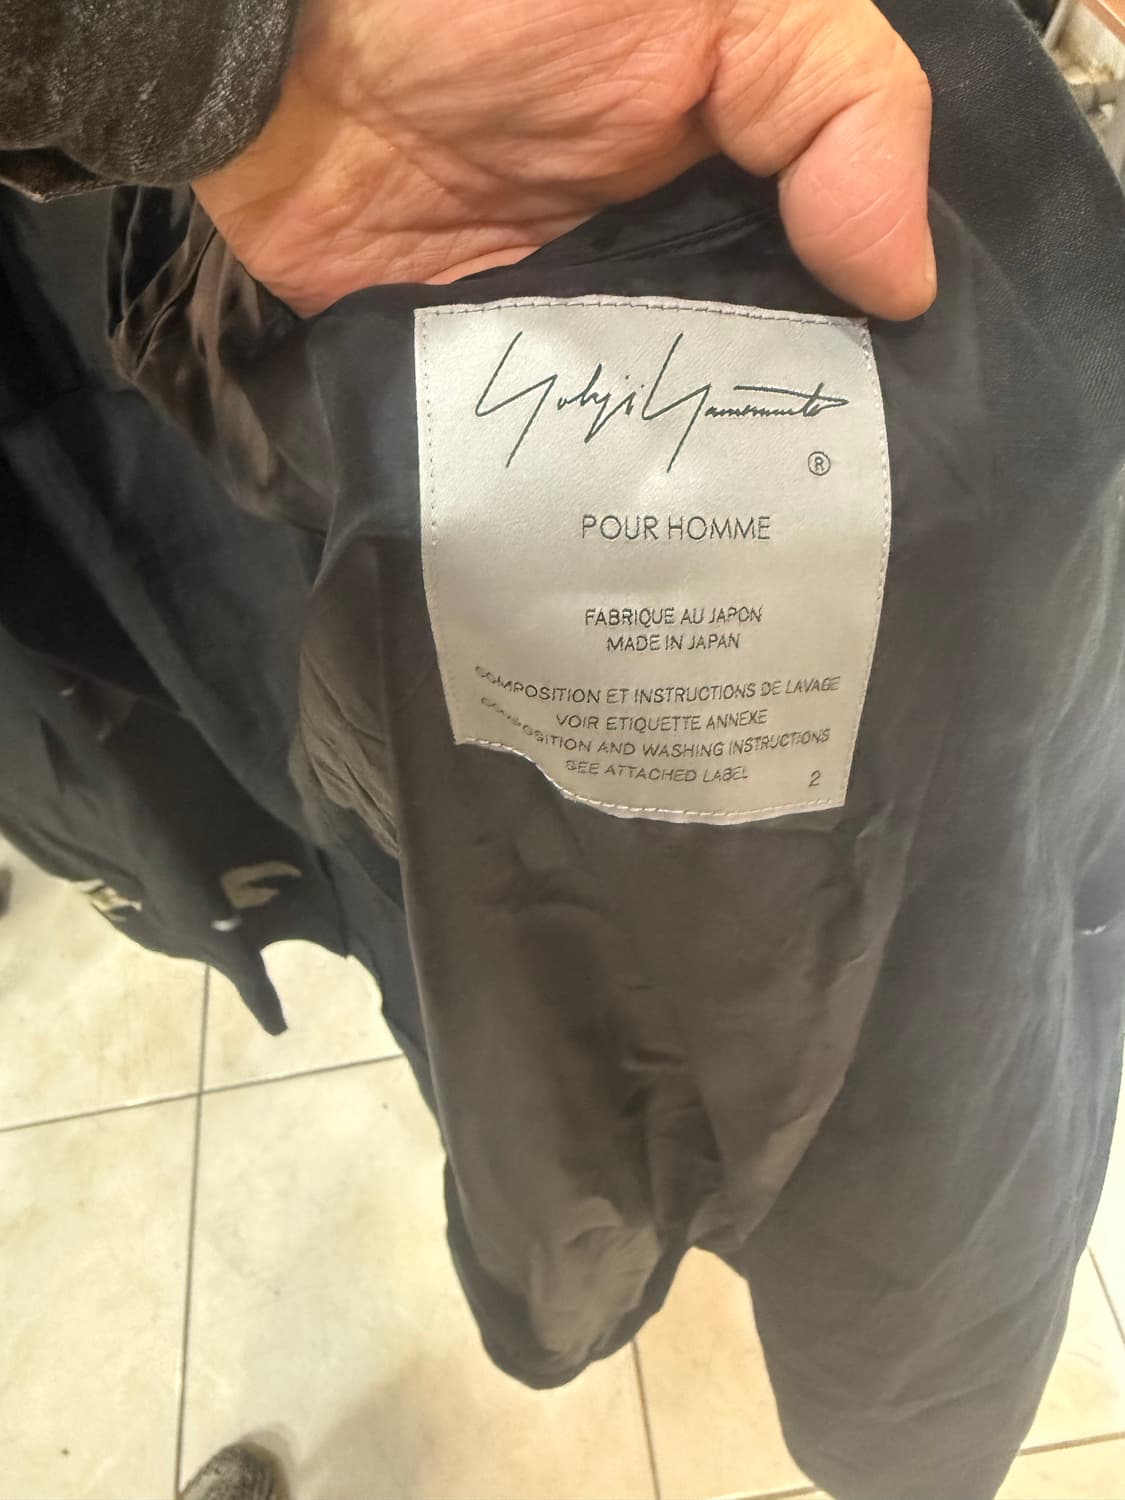 Yohji Yamamoto
®
POUR HOMME
FABRIQUE AU JAPON
MADE IN JAPAN
COMPOSITION ET INSTRUCTIONS DE LAVAGE
VOIR ETIQUETTE ANNEXE
COMPOSITION AND WASHING INSTRUCTIONS
SEE ATTACHED LABEL 2